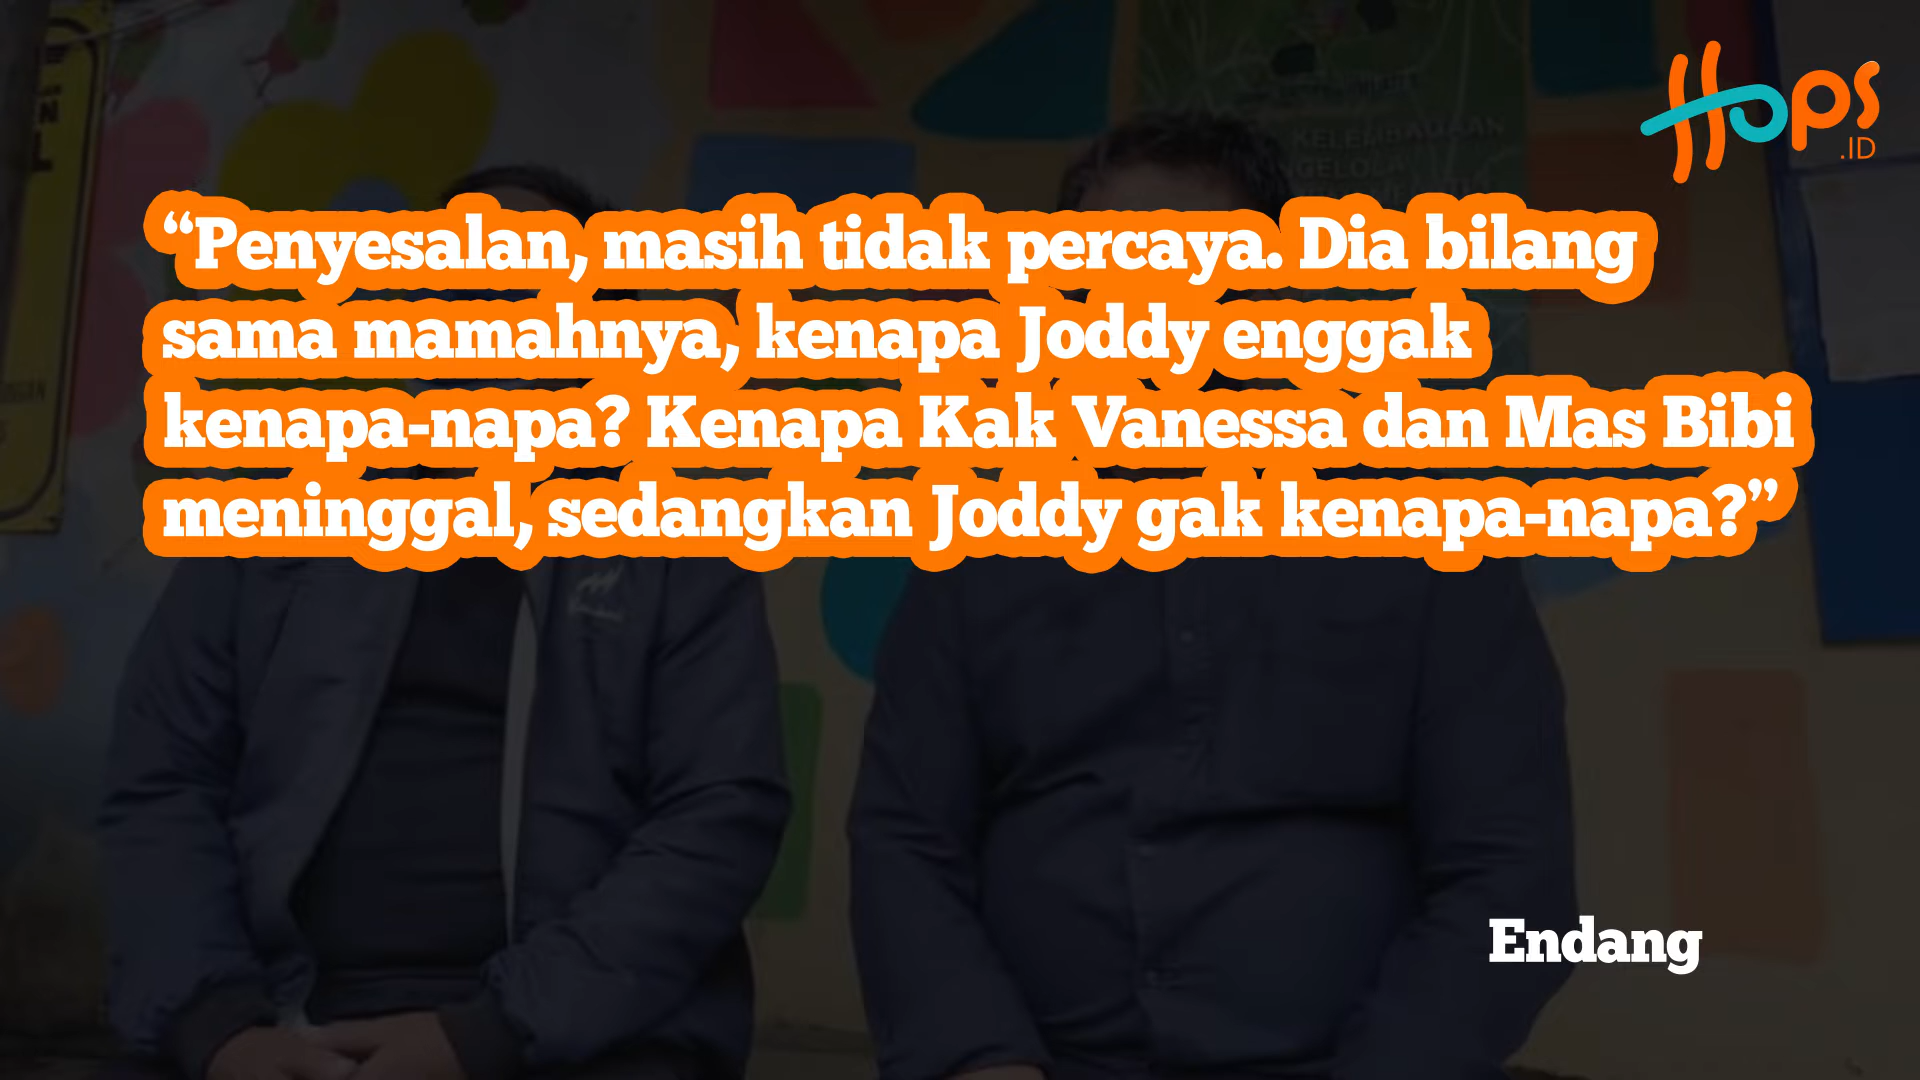 Hops
.ID
KELEMBAGAAN
“Penyesalan, masih tidak percaya. Dia bilang
sama mamahnya, kenapa Joddy enggak
kenapa-napa? Kenapa Kak Vanessa dan Mas Bibi
meninggal, sedangkan Joddy gak kenapa-napa?”
Endang